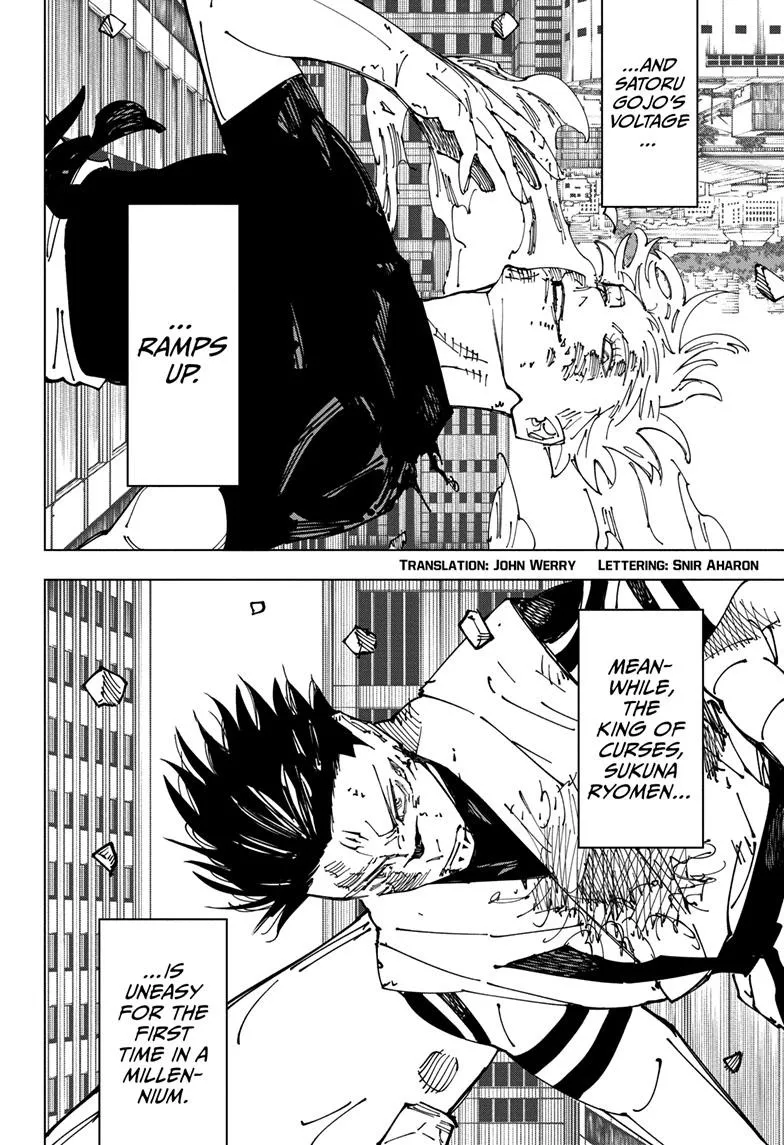 ...AND
SATORU
GOJO'S
VOLTAGE
...
...
RAMPS
UP.
TRANSLATION: JOHN WERRY LETTERING: SNIR AHARON
MEAN-
WHILE,
THE
KING OF
CURSES,
SUKUNA
RYOMEN...
...IS
UNEASY
FOR THE
FIRST
TIME IN A
MILLEN-
NIUM.